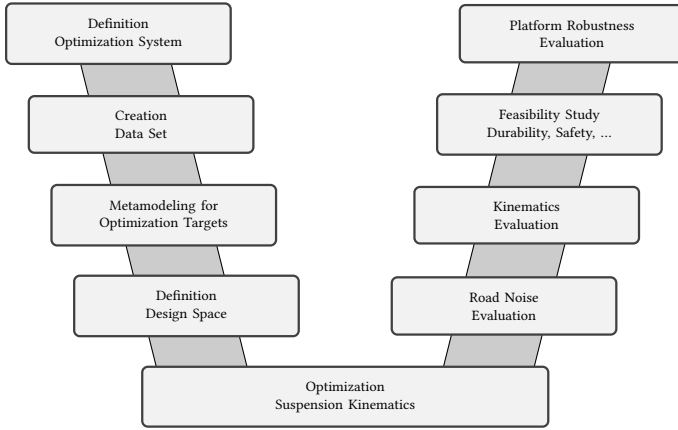 Definition
Optimization System
Creation
Data Set
Metamodeling for
Optimization Targets
Definition
Design Space
Optimization
Suspension Kinematics
Road Noise
Evaluation
Kinematics
Evaluation
Feasibility Study
Durability, Safety, ...
Platform Robustness
Evaluation